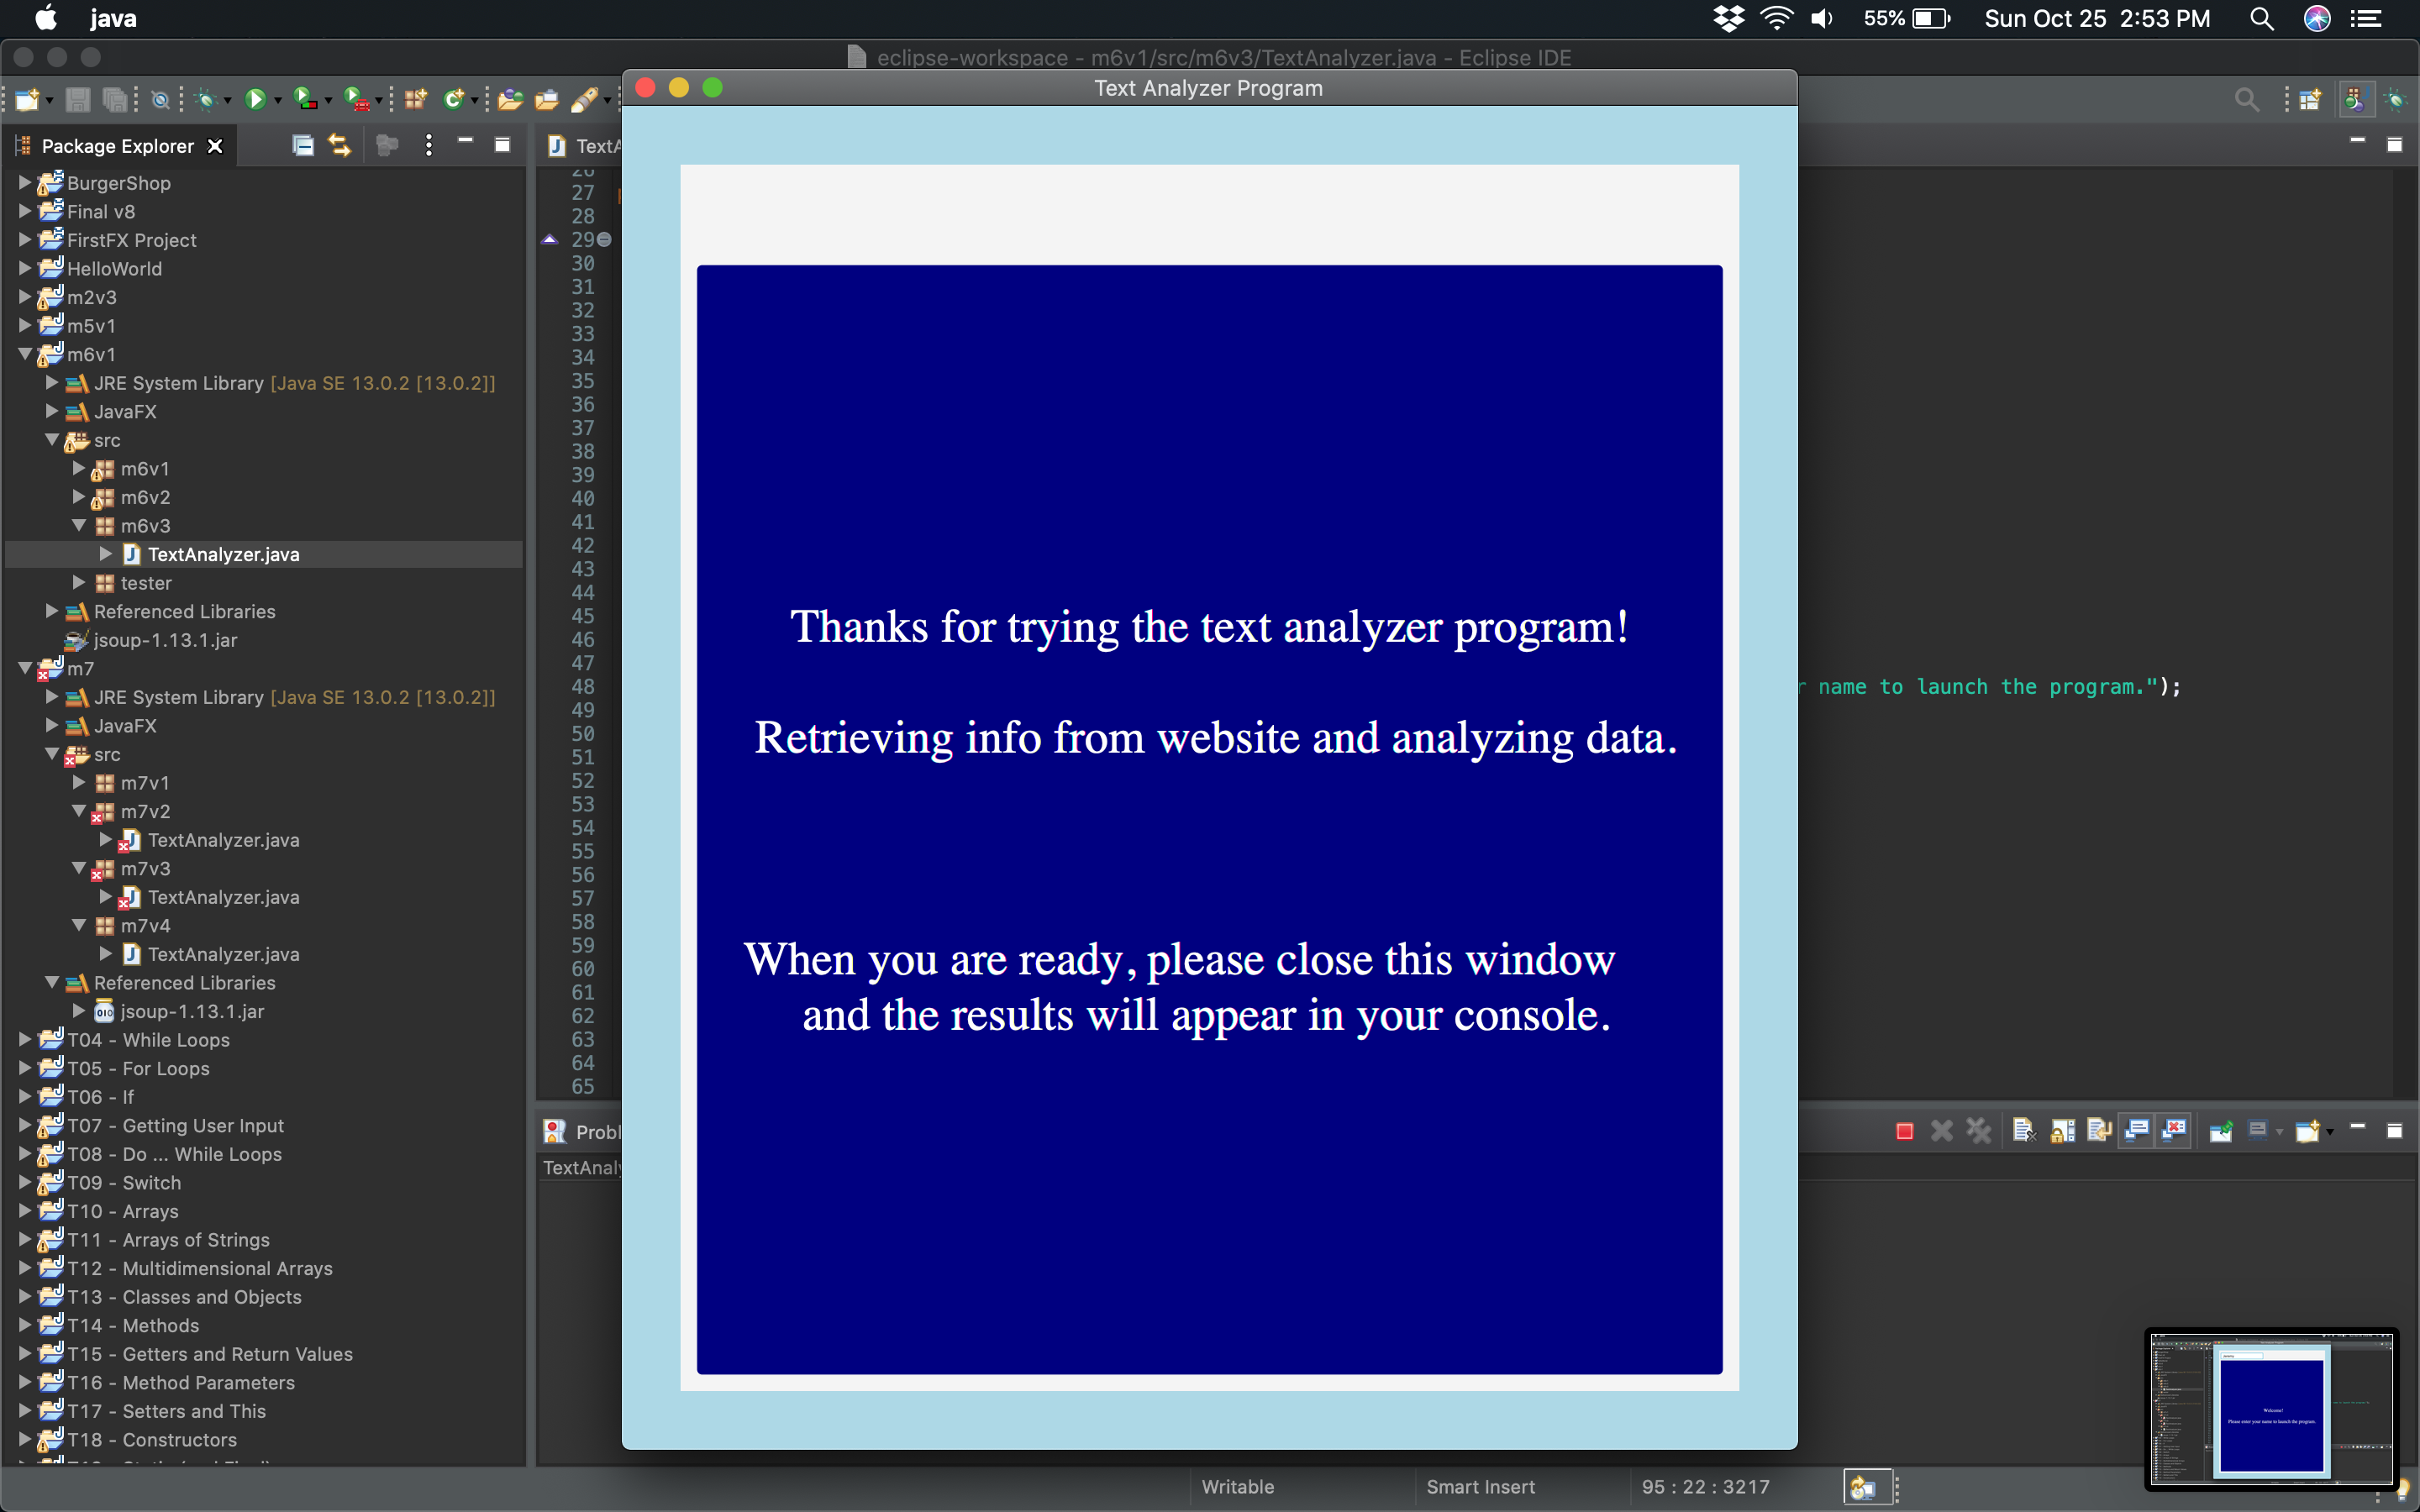 java
55%
Sun Oct 25 2:53 PM
eclipse-workspace - m6v1/src/m6v3/TextAnalyzer.java - Eclipse IDE
Text Analyzer Program
Package Explorer
BurgerShop
Final v8
FirstFX Project
HelloWorld
m2v3
m5v1
m6v1
JRE System Library [Java SE 13.0.2 [13.0.2]]
JavaFX
src
m6v1
m6v2
m6v3
TextAnalyzer.java
tester
Referenced Libraries
jsoup-1.13.1.jar
m7
JRE System Library [Java SE 13.0.2 [13.0.2]]
JavaFX
src
m7v1
m7v2
TextAnalyzer.java
m7v3
TextAnalyzer.java
m7v4
TextAnalyzer.java
Referenced Libraries
jsoup-1.13.1.jar
T04 - While Loops
T05 - For Loops
T06 - If
T07 - Getting User Input
T08 - Do ... While Loops
T09 - Switch
T10 - Arrays
T11 - Arrays of Strings
T12 - Multidimensional Arrays
T13 - Classes and Objects
T14 - Methods
T15 - Getters and Return Values
T16 - Method Parameters
T17 - Setters and This
T18 - Constructors
TextA
26
27
28
29
30
31
32
33
34
35
36
37
38
39
40
41
42
43
44
45
46
47
48
49
50
51
52
53
54
55
56
57
58
59
60
61
62
63
64
65
Thanks for trying the text analyzer program!
Retrieving info from website and analyzing data.
When you are ready, please close this window
and the results will appear in your console.
r name to launch the program.");
Probl
TextAnaly
Welcome!
Please enter your name to launch the program.
Writable
Smart Insert
95 : 22 : 3217